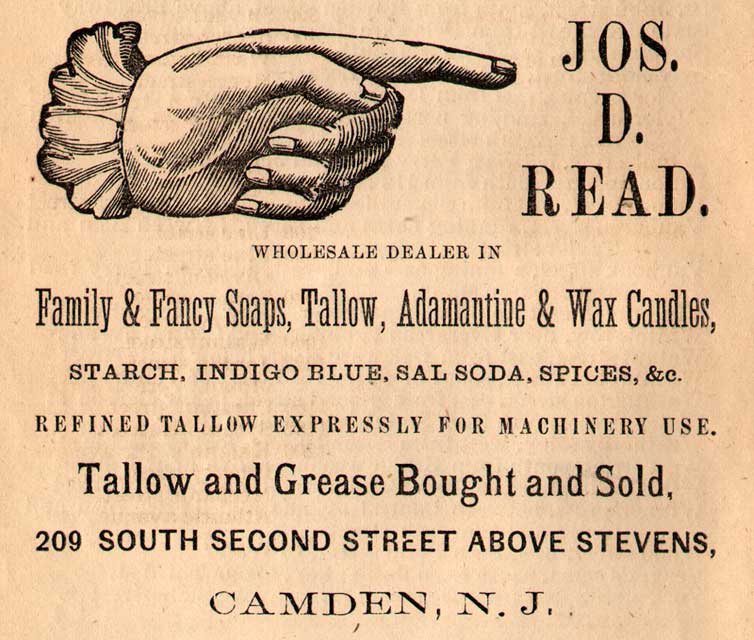 JOS.
D.
READ.
WHOLESALE DEALER IN
Family & Fancy Soaps, Tallow, Adamantine & Wax Candles,
STARCH, INDIGO BLUE, SAL SODA, SPICES, &c.
REFINED TALLOW EXPRESSLY FOR MACHINERY USE.
Tallow and Grease Bought and Sold,
209 SOUTH SECOND STREET ABOVE STEVENS,
CAMDEN, N. J.